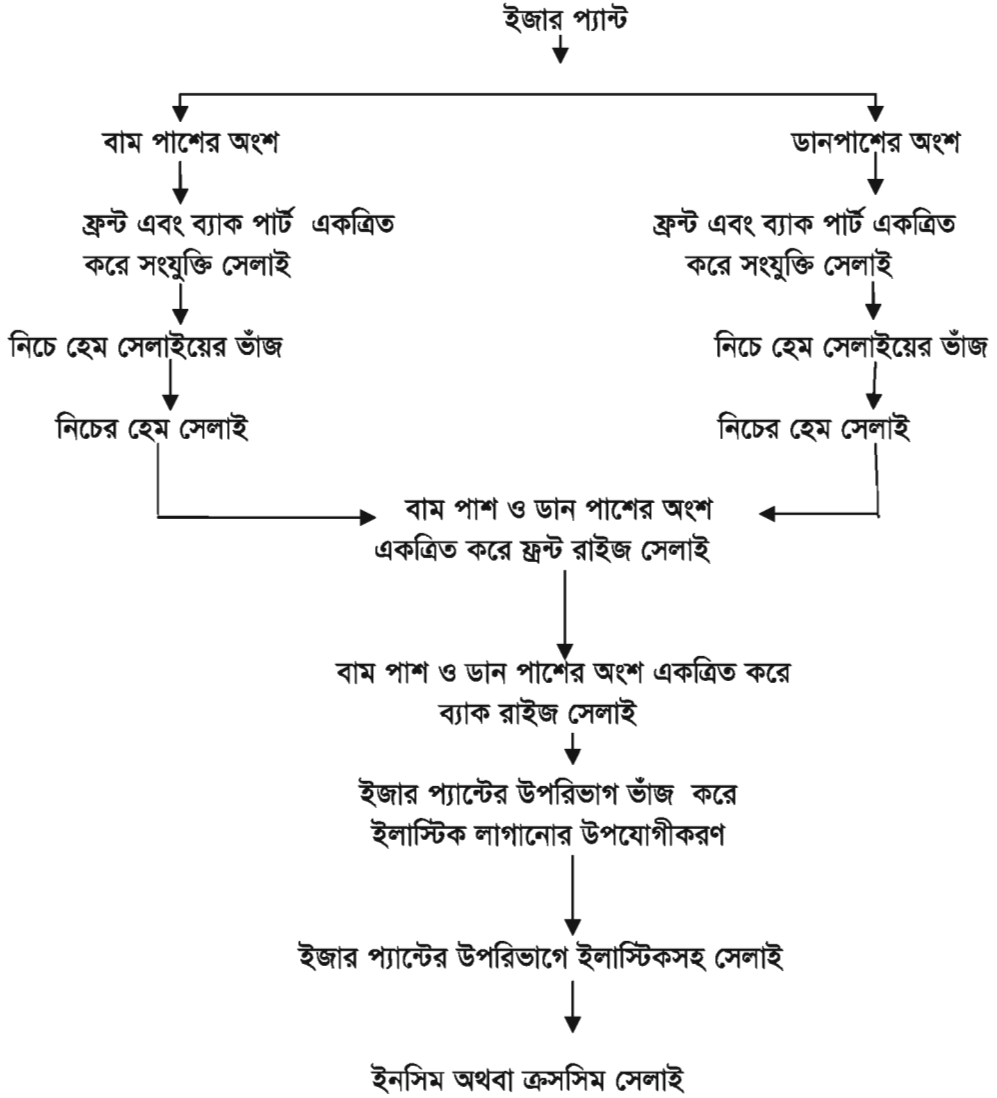 ইজার প্যান্ট
বাম পাশের অংশ
ডানপাশের অংশ
ফ্রন্ট এবং ব্যাক পার্ট একত্রিত
করে সংযুক্তি সেলাই
ফ্রন্ট এবং ব্যাক পার্ট একত্রিত
করে সংযুক্তি সেলাই
নিচে হেম সেলাইয়ের ভাঁজ
নিচে হেম সেলাইয়ের ভাঁজ
নিচের হেম সেলাই
নিচের হেম সেলাই
বাম পাশ ও ডান পাশের অংশ
একত্রিত করে ফ্রন্ট রাইজ সেলাই
বাম পাশ ও ডান পাশের অংশ একত্রিত করে
ব্যাক রাইজ সেলাই
ইজার প্যান্টের উপরিভাগ ভাঁজ করে
ইলাস্টিক লাগানোর উপযোগীকরণ
ইজার প্যান্টের উপরিভাগে ইলাস্টিকসহ সেলাই
ইনসিম অথবা ক্রসসিম সেলাই